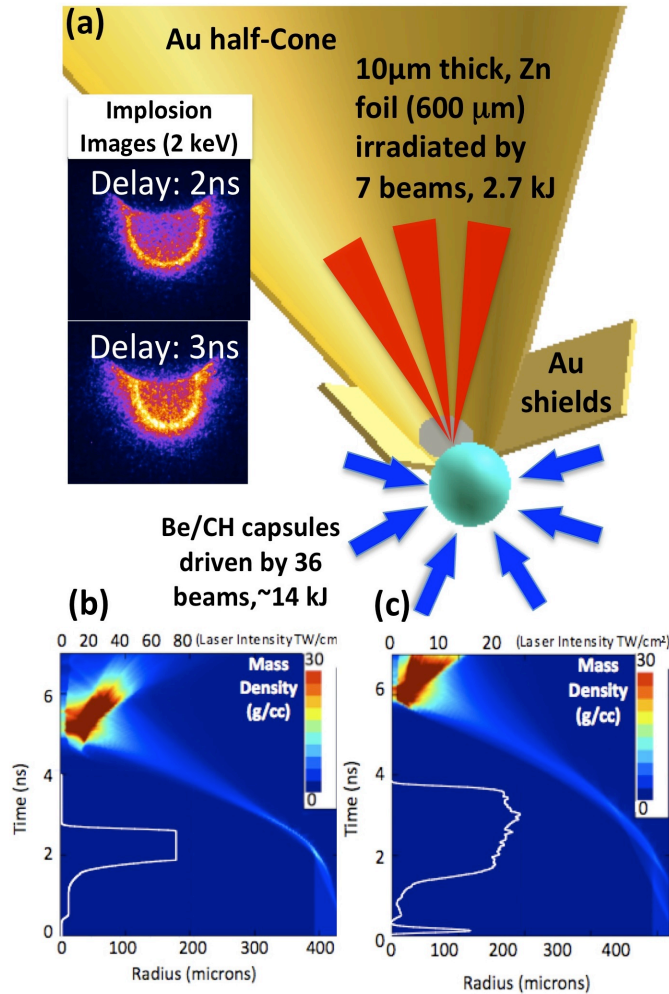 (a)
Au half-Cone
10μm thick, Zn
foil (600 μm)
irradiated by
7 beams, 2.7 kJ
Implosion
Images (2 keV)
Delay: 2ns
Delay: 3ns
Au
shields
Be/CH capsules
driven by 36
beams,~14 kJ
(b)
0 20 40 60 80 (Laser Intensity TW/cm
Mass
Density
(g/cc)
30
0
Time (ns)
6
4
2
0
0 100 200 300 400
Radius (microns)
(c)
0 10 20 (Laser Intensity TW/cm²)
Mass
Density
(g/cc)
30
0
Time (ns)
6
4
2
0
0 100 200 300 400
Radius (microns)